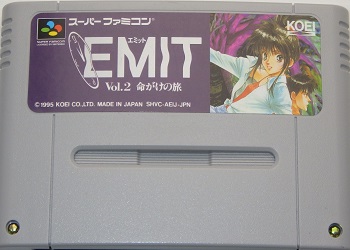 スーパーファミコン
KOEI
エミット
EMIT
Vol.2 命がけの旅
©1995 KOEI CO.,LTD. MADE IN JAPAN SHVC-AEIJ-JPN